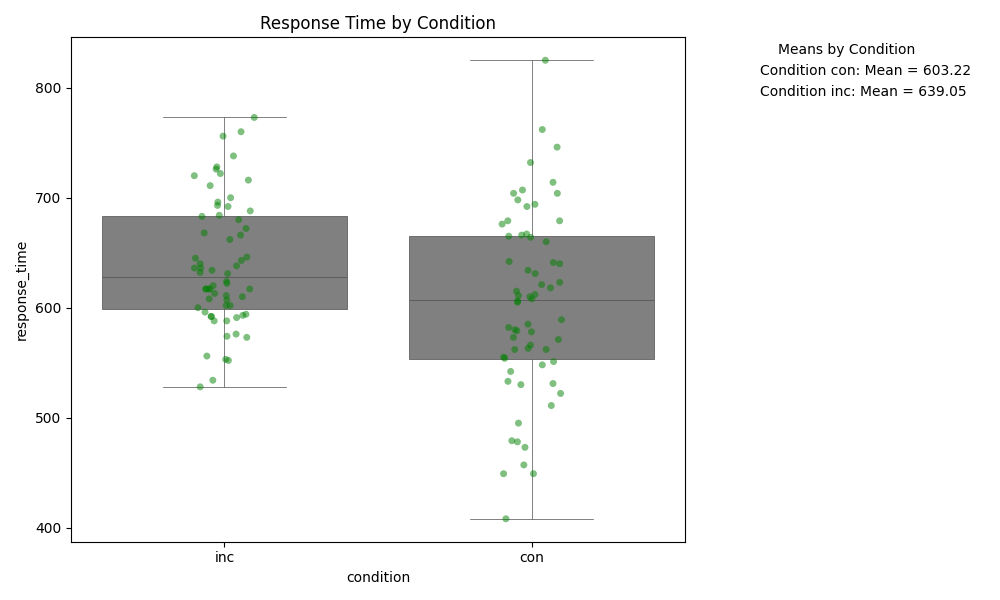 Response Time by Condition
Means by Condition
Condition con: Mean = 603.22
Condition inc: Mean = 639.05
800
700
600
500
400
response_time
inc con
condition